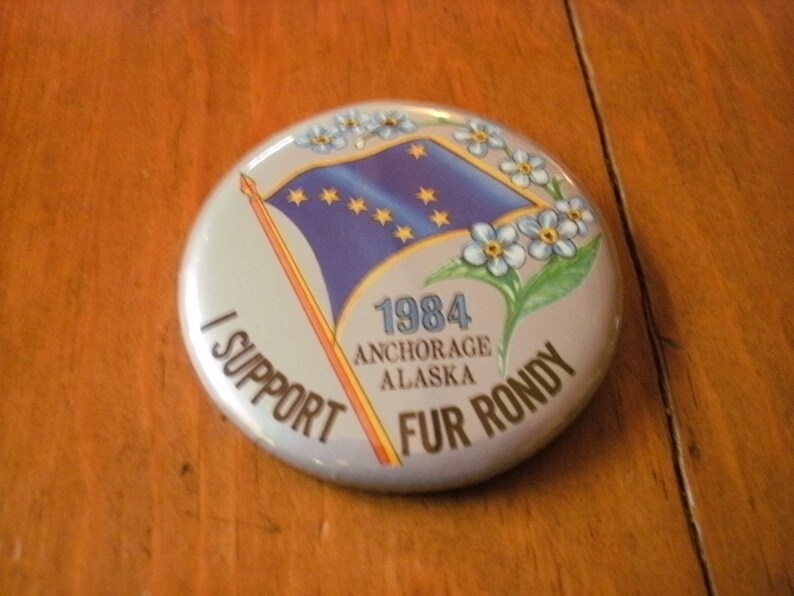 1984
ANCHORAGE
ALASKA
I SUPPORT FUR RONDY